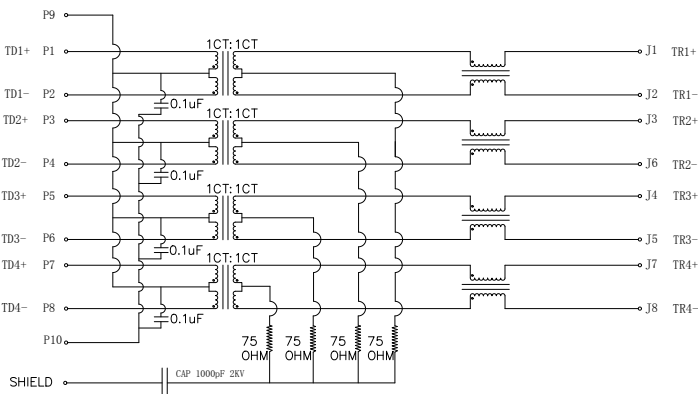 P9
1CT:1CT
TD1+ P1 J1 TR1+
TD1- P2 J2 TR1-
0.1uF
TD2+ P3 1CT:1CT J3 TR2+
TD2- P4 J6 TR2-
0.1uF
TD3+ P5 1CT:1CT J4 TR3+
TD3- P6 J5 TR3-
0.1uF
TD4+ P7 1CT:1CT J7 TR4+
TD4- P8 J8 TR4-
0.1uF
P10
75 75 75 75
OHM OHM OHM OHM
CAP 1000pF 2KV
SHIELD